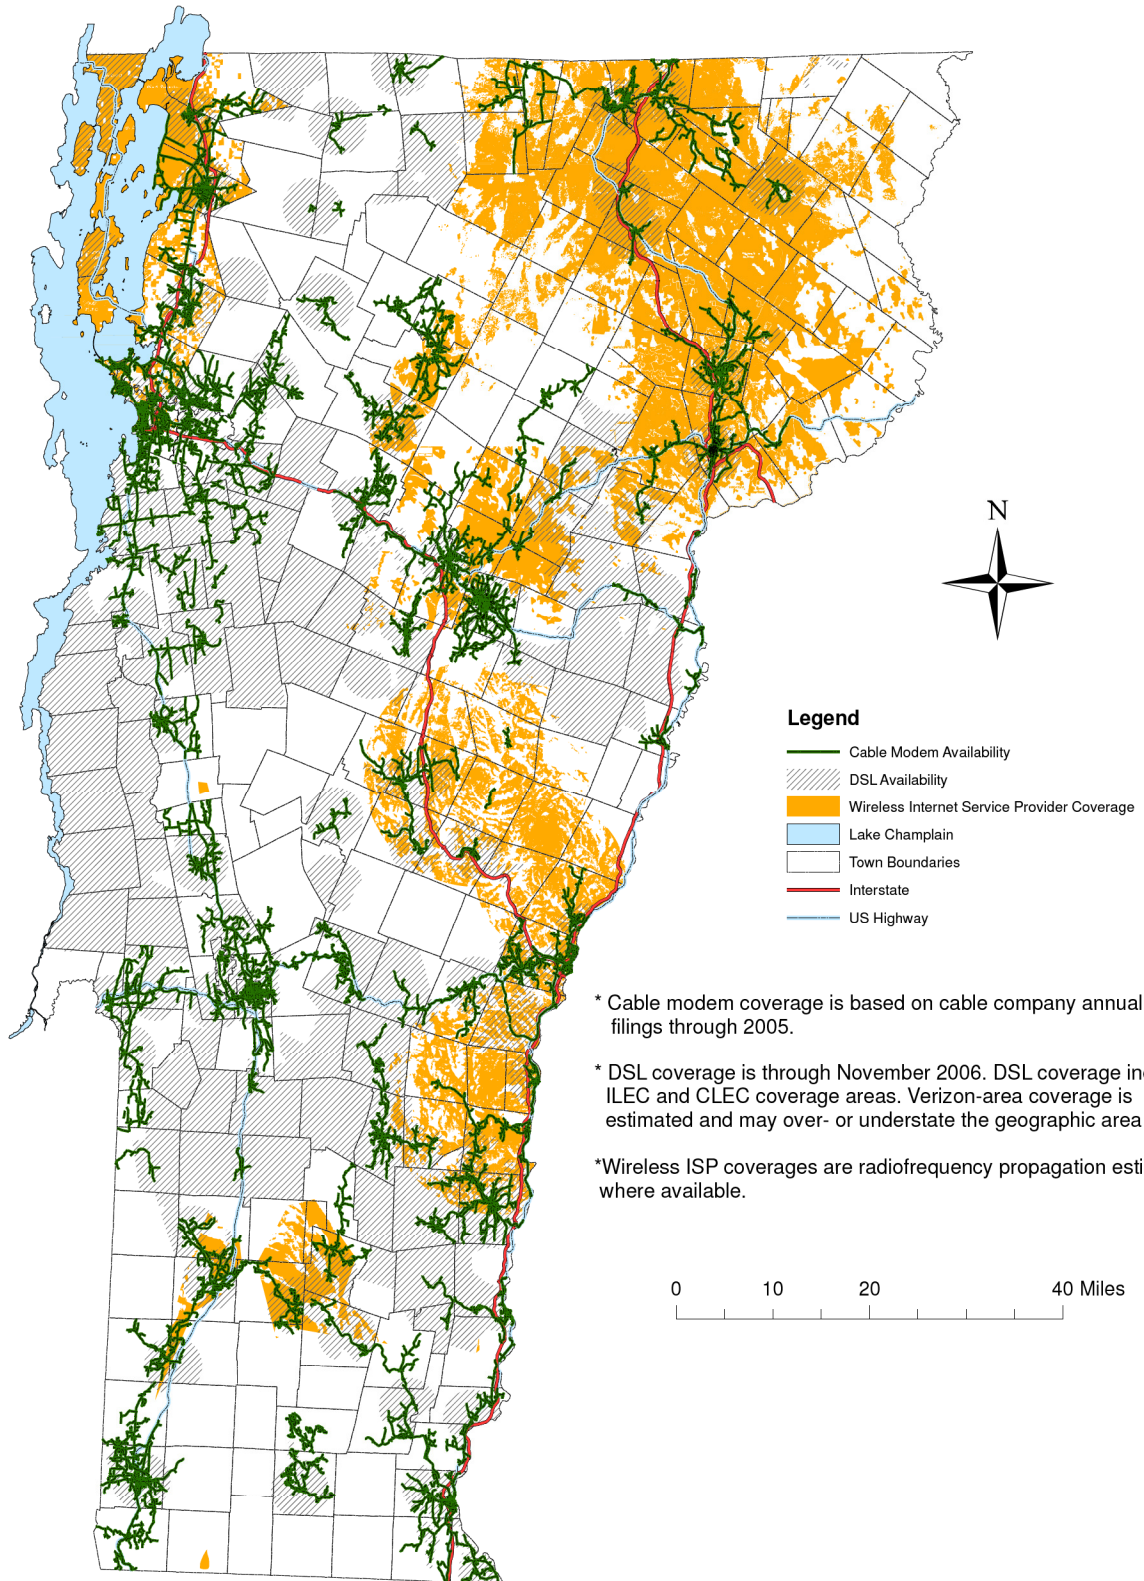 N
Legend
Cable Modem Availability
DSL Availability
Wireless Internet Service Provider Coverage
Lake Champlain
Town Boundaries
Interstate
US Highway
* Cable modem coverage is based on cable company annual
filings through 2005.
* DSL coverage is through November 2006. DSL coverage
ILEC and CLEC coverage areas. Verizon-area coverage is
estimated and may over- or understate the geographic area
*Wireless ISP coverages are radiofrequency propagation
where available.
0 10 20 40 Miles